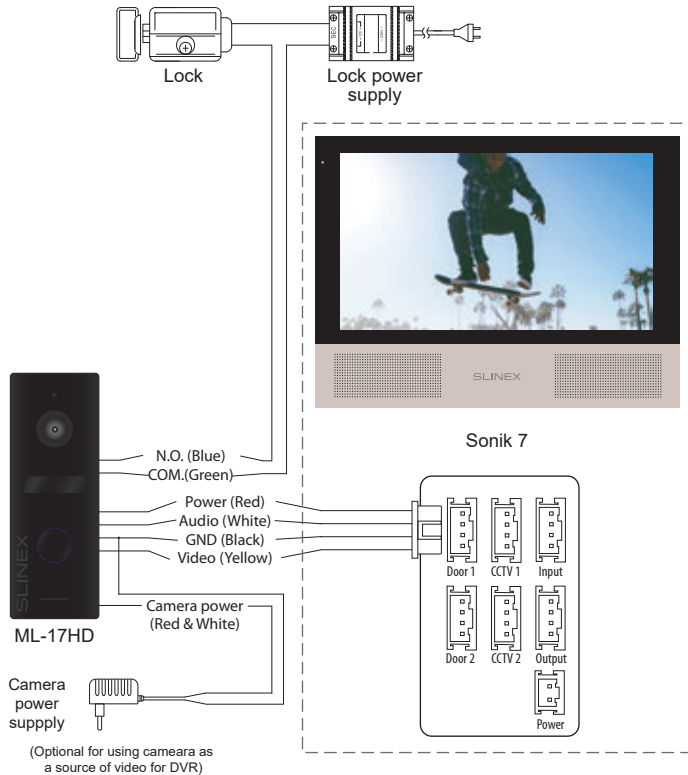 SEC
Lock
Lock power
supply
SLINEX
Sonik 7
N.O. (Blue)
COM.(Green)
Power (Red)
Audio (White)
GND (Black)
Video (Yellow)
Camera power
(Red & White)
SLINEX
ML-17HD
Door 1
CCTV 1
Input
Door 2
CCTV 2
Output
Power
Camera
power
suppply
(Optional for using cameara as
a source of video for DVR)